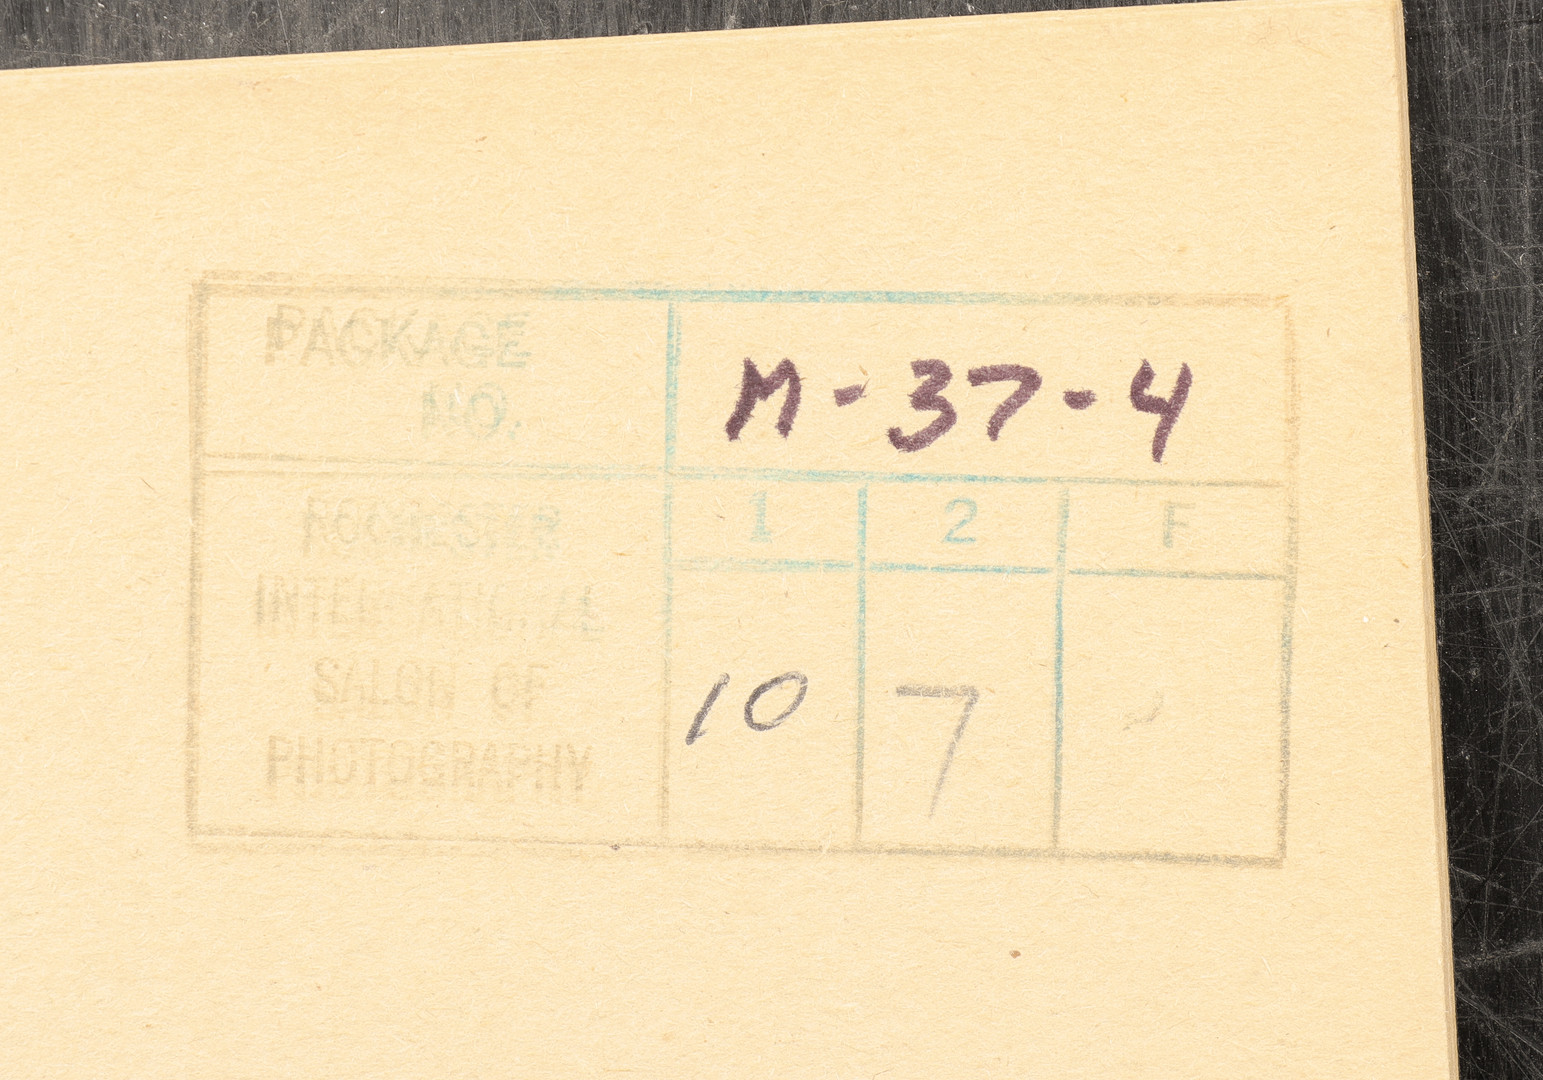 PACKAGE
NO.
M-37-4
ROCHESTER
INTERNATIONAL
SALON OF
PHOTOGRAPHY
1 2 F
10 7